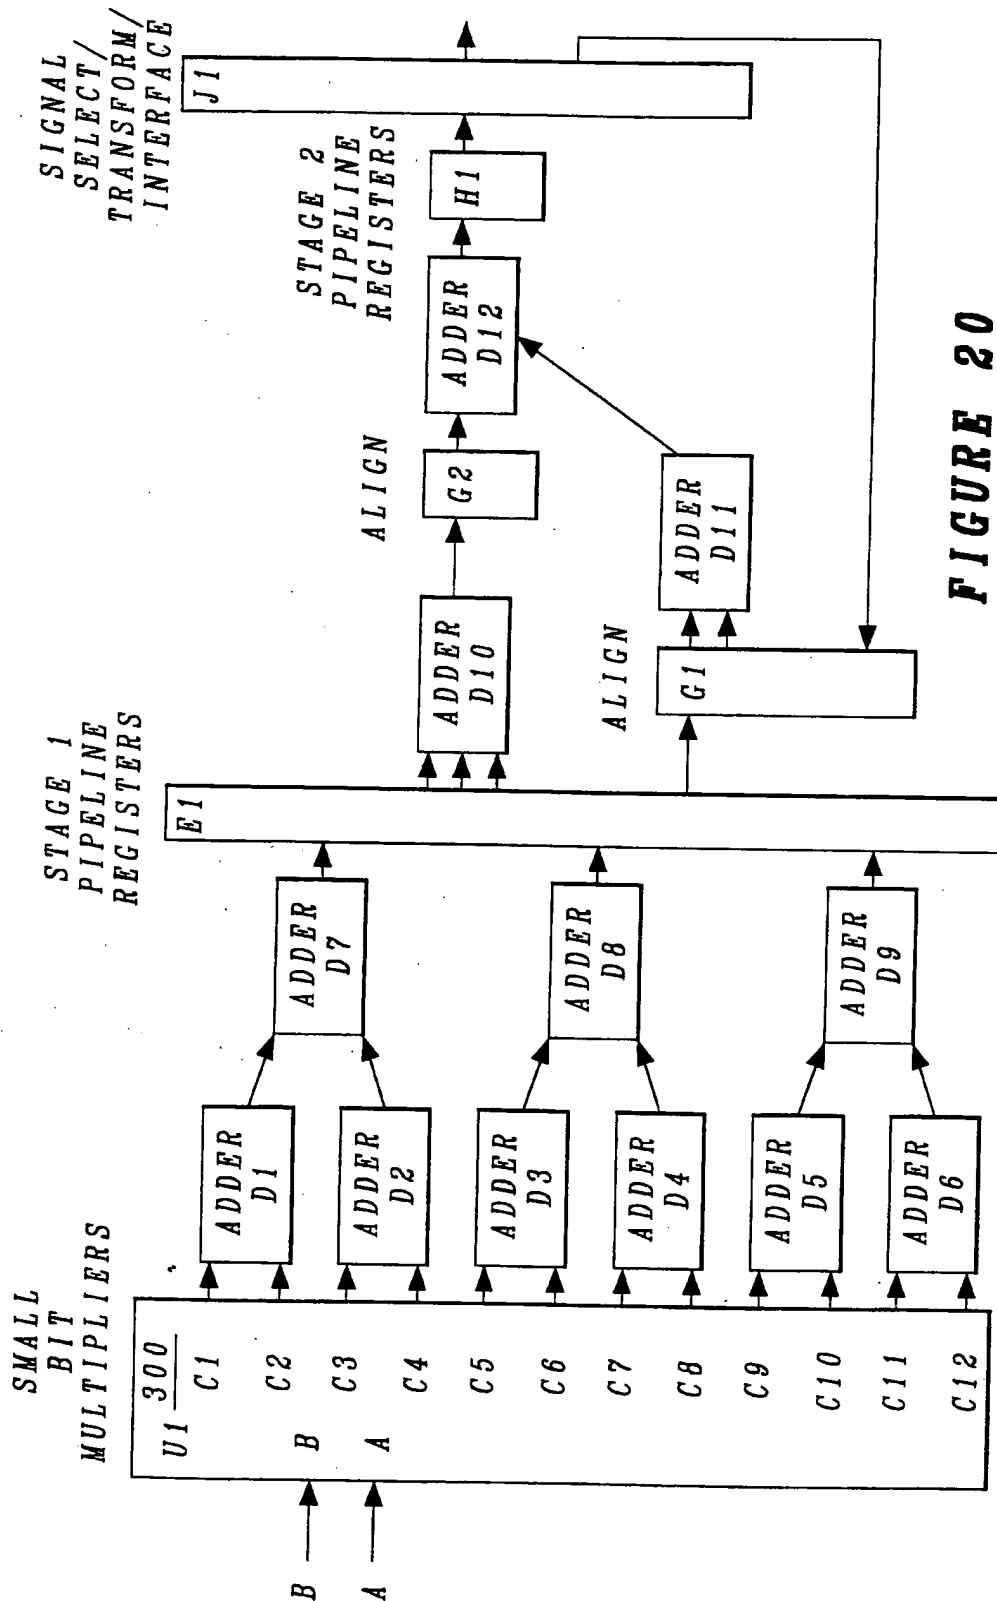 SMALL
BIT
MULTIPLIERS
U1 300
B
A
B
A
C1
C2
C3
C4
C5
C6
C7
C8
C9
C10
C11
C12
ADDER
D1
ADDER
D2
ADDER
D3
ADDER
D4
ADDER
D5
ADDER
D6
ADDER
D7
ADDER
D8
ADDER
D9
STAGE 1
PIPELINE
REGISTERS
E1
ADDER
D10
ALIGN
G1
ALIGN
G2
ADDER
D11
ADDER
D12
STAGE 2
PIPELINE
REGISTERS
H1
SIGNAL
SELECT/
TRANSFORM/
INTERFACE
J1
FIGURE 20